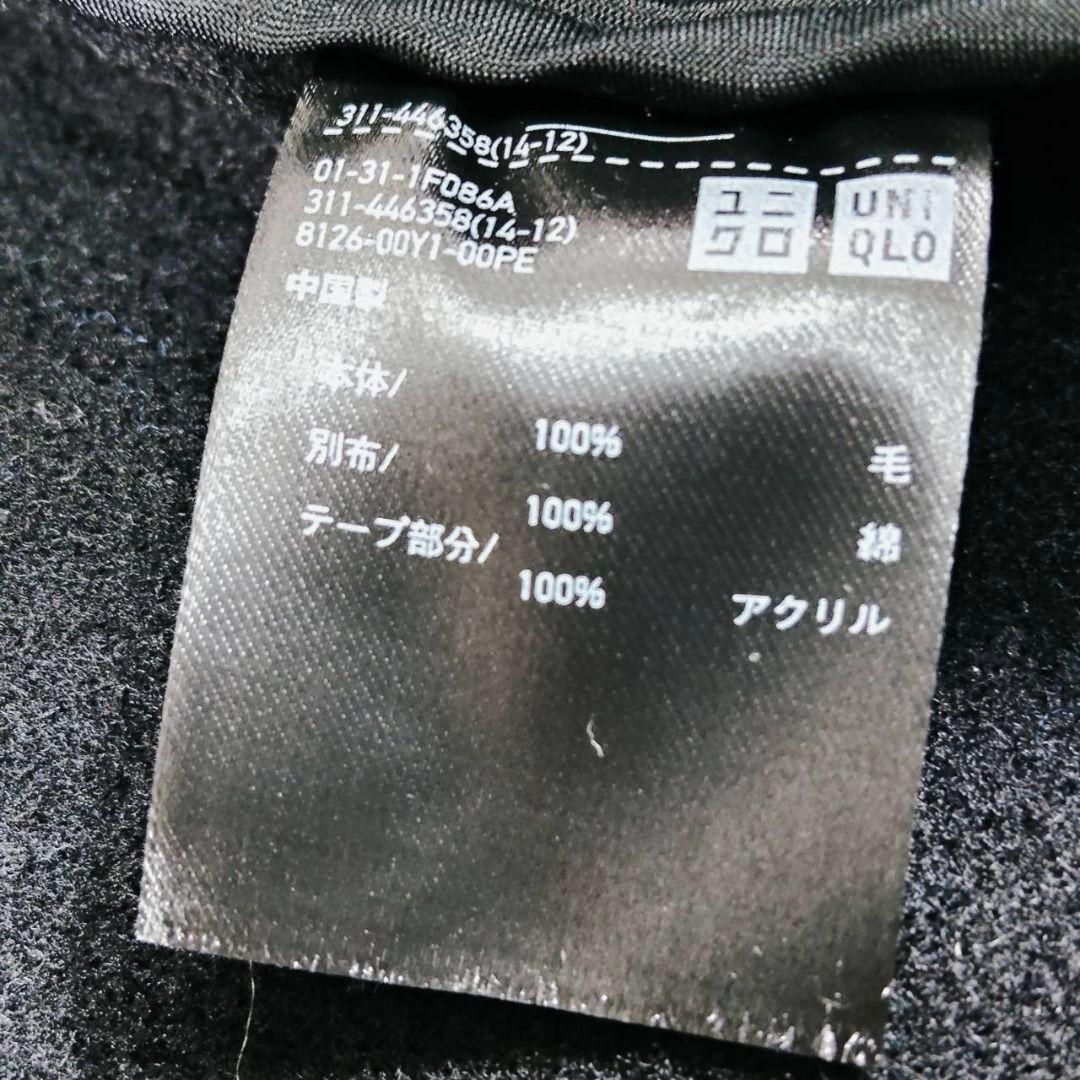 311-446358(14-12)
01-31-1F086A
311-446358(14-12)
8126-00Y1-00PE
中国製
ユニ
クロ
UNI
QLO
本体/
100% 毛
別布/
100% 綿
テープ部分/
100% アクリル